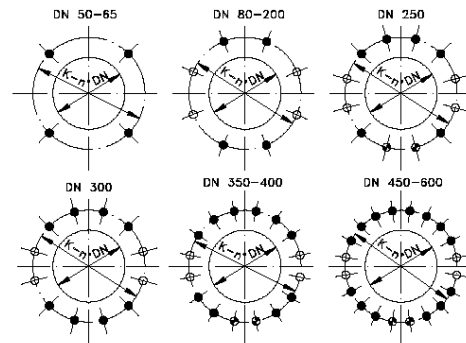 DN 50-65
DN 80-200
DN 250
K-n·DN
K-n·DN
K-n·DN
DN 300
DN 350-400
DN 450-600
K-n·DN
K-n·DN
K-n·DN